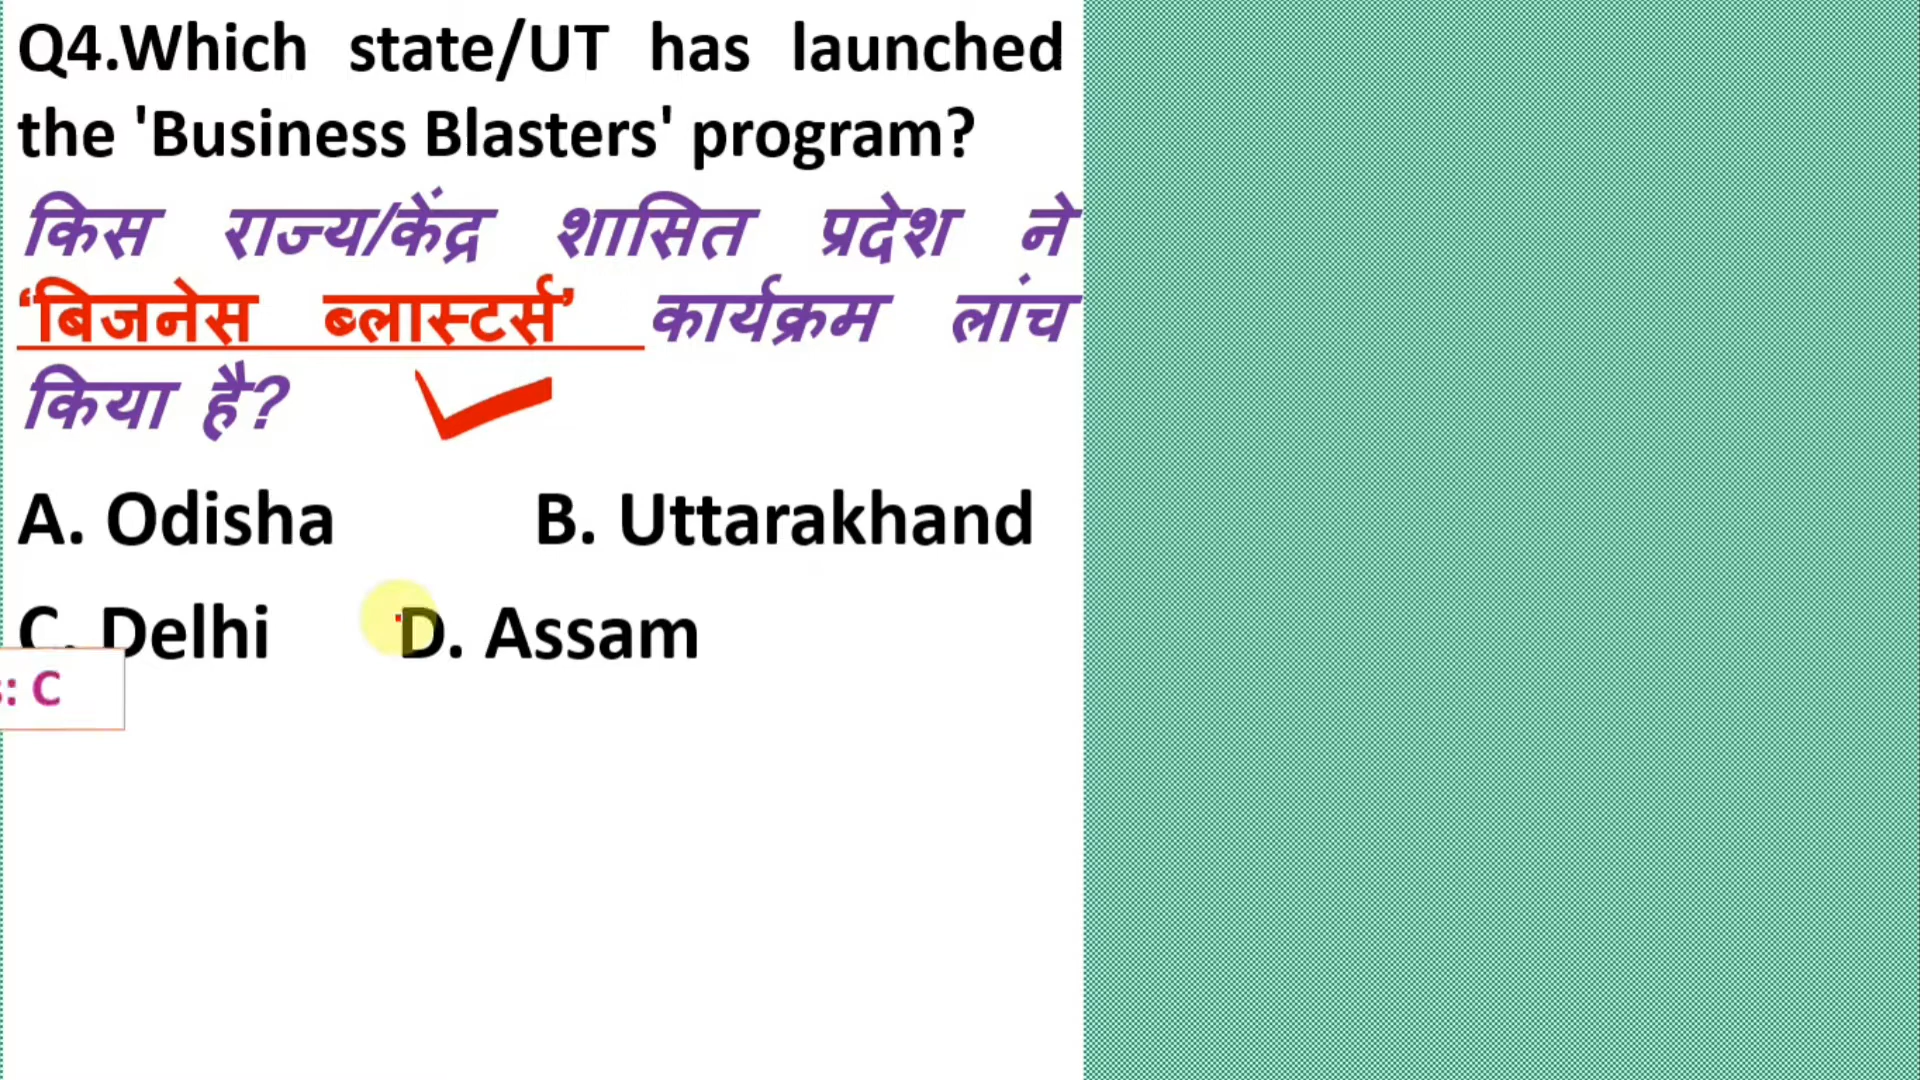 Q4.Which state/UT has launched
the 'Business Blasters' program?
किस राज्य/केंद्र शासित प्रदेश ने
‘बिजनेस ब्लास्टर्स’ कार्यक्रम लांच
किया है?
A. Odisha B. Uttarakhand
C. Delhi D. Assam
: C